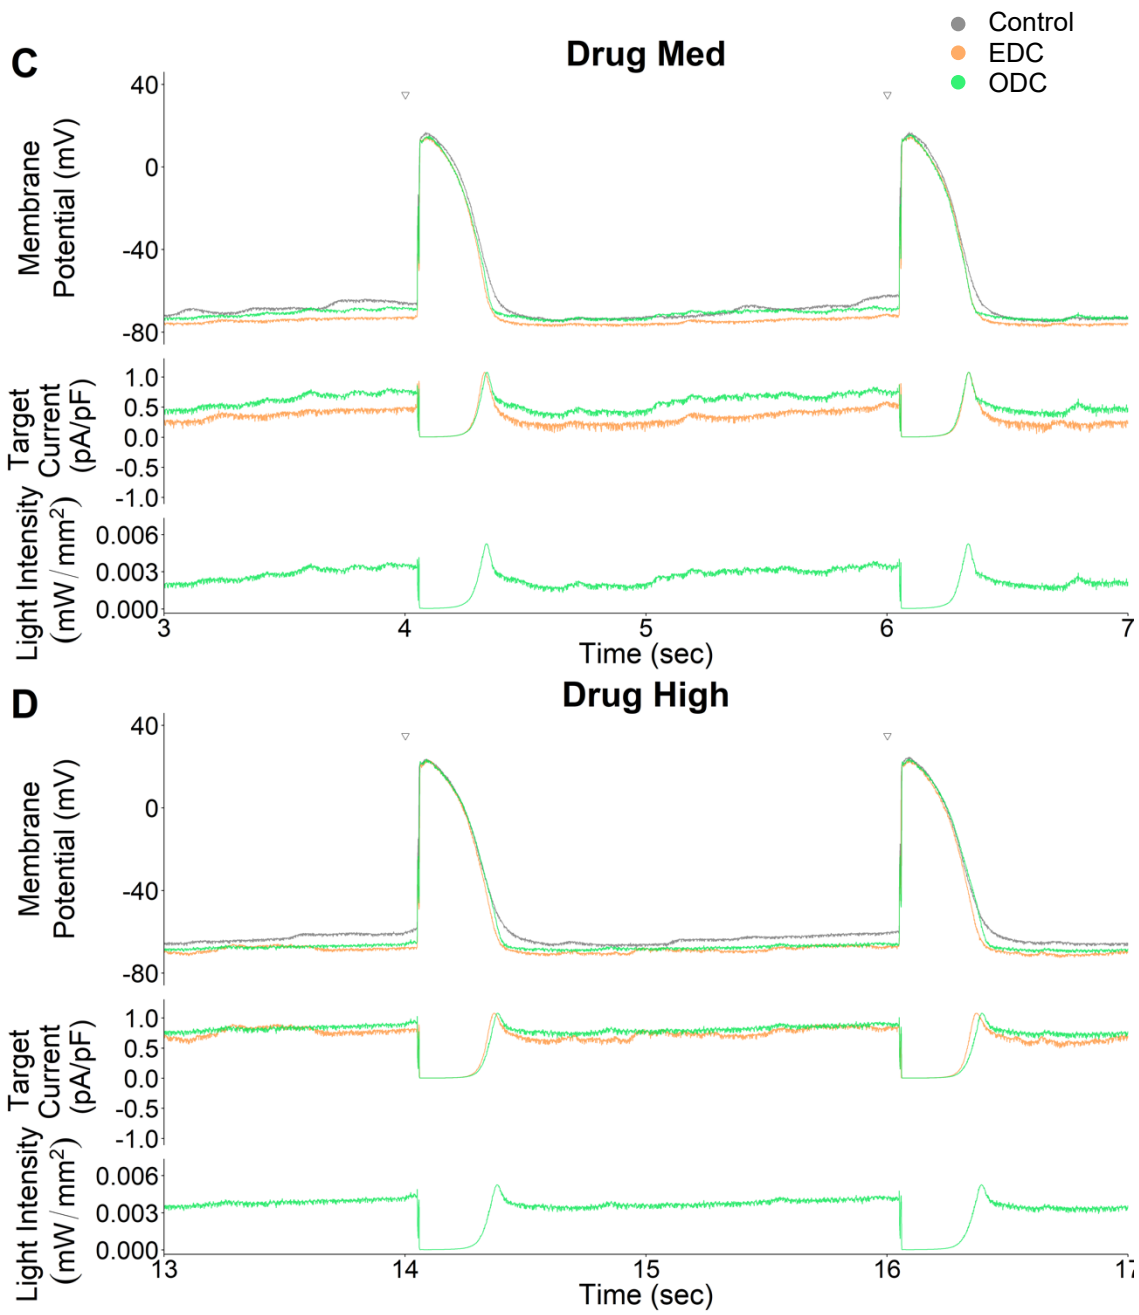 C
Drug Med
Control
EDC
ODC
Membrane
Potential (mV)
40
0
-40
-80
Target
Current
(pA/pF)
1.0
0.5
0.0
-0.5
-1.0
Light Intensity
(mW/mm²)
0.006
0.003
0.000
3 4 5 6 7
Time (sec)
D
Drug High
Membrane
Potential (mV)
40
0
-40
-80
Target
Current
(pA/pF)
1.0
0.5
0.0
-0.5
-1.0
Light Intensity
(mW/mm²)
0.006
0.003
0.000
13 14 15 16 17
Time (sec)